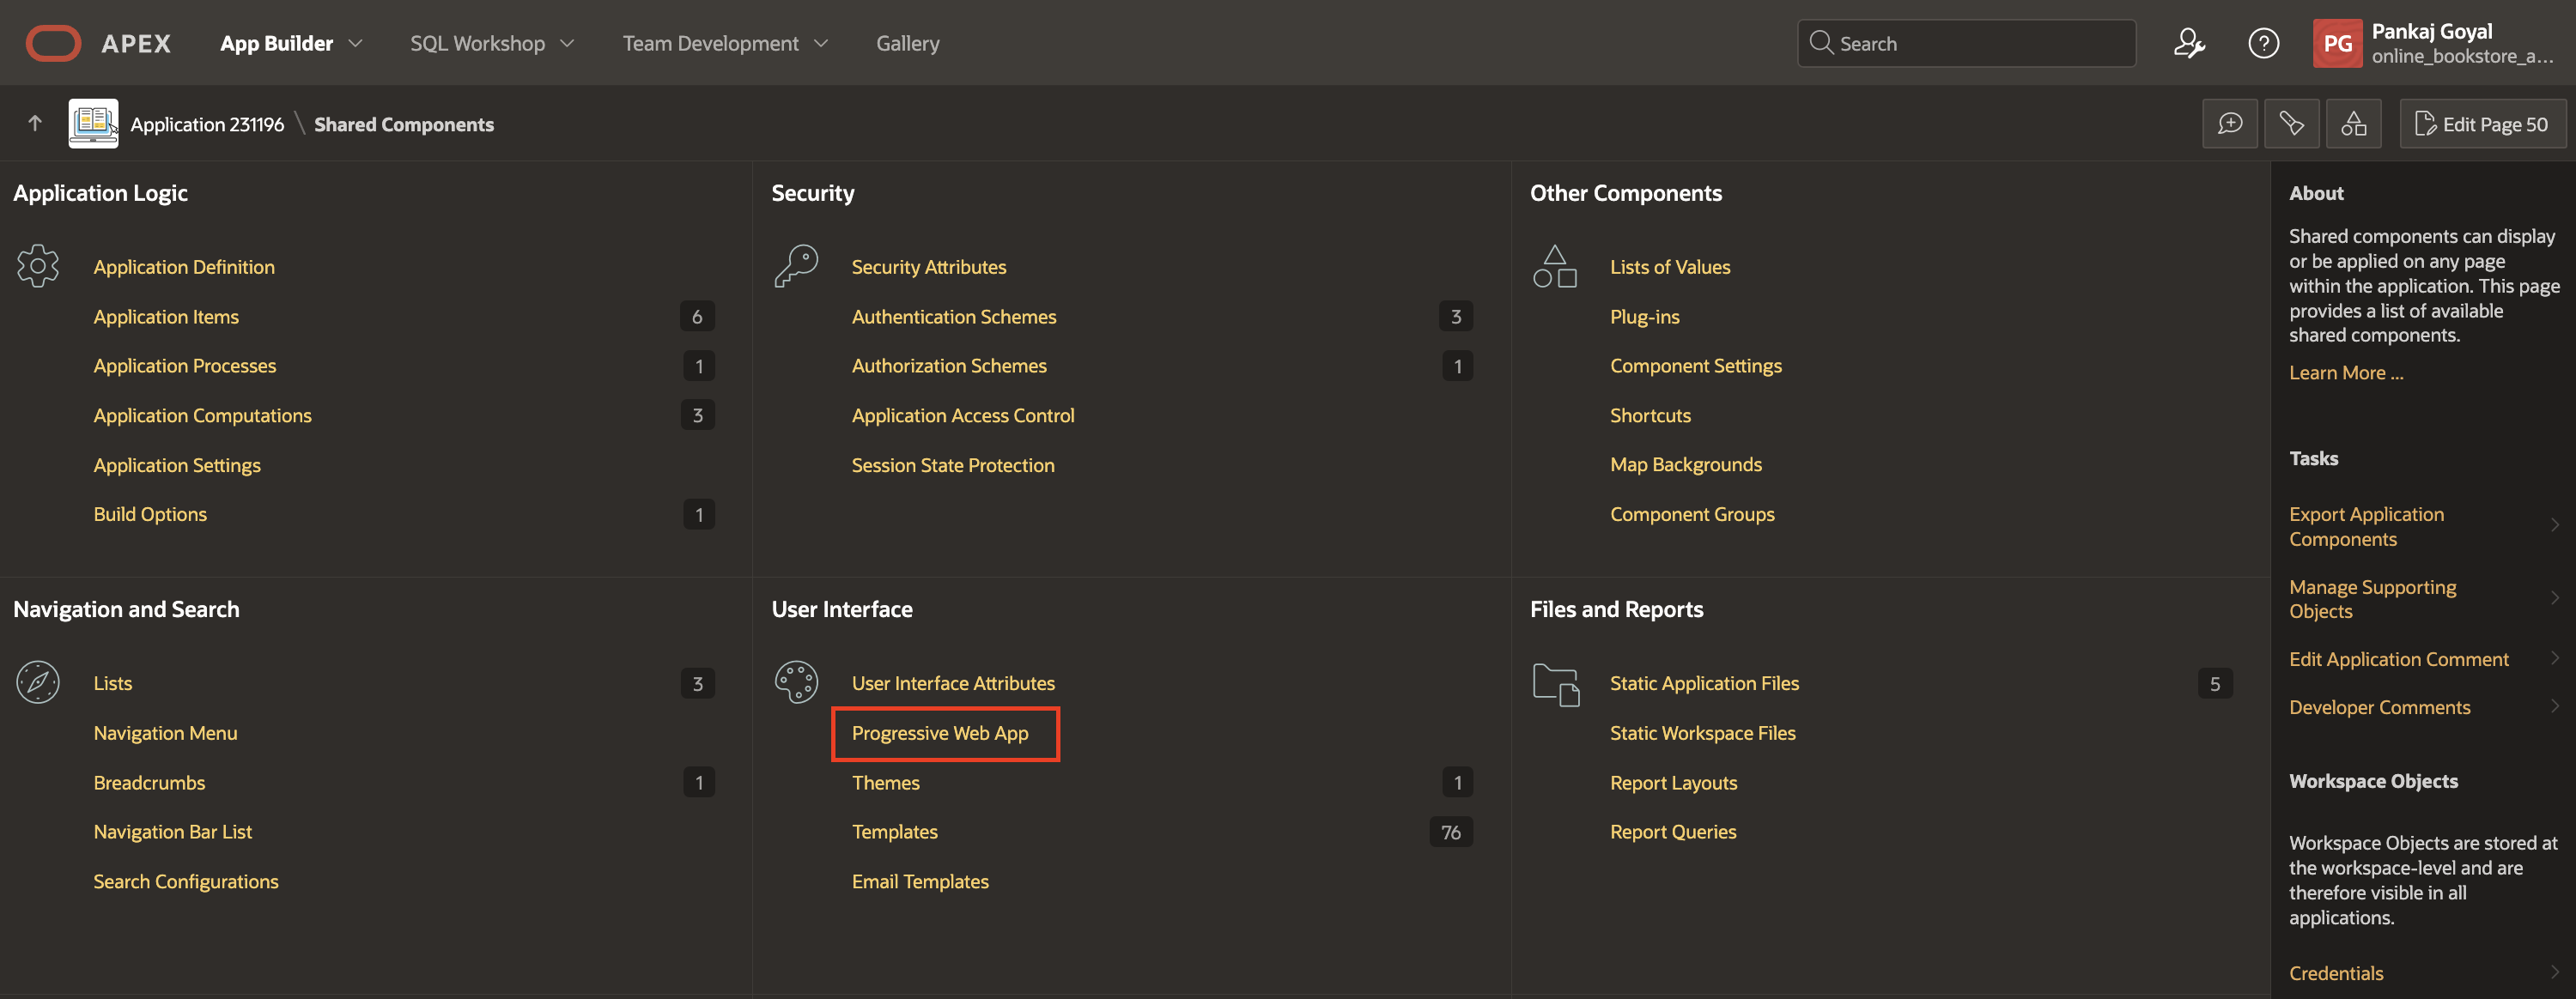 APEX App Builder SQL Workshop Team Development Gallery Search PG Pankaj Goyal
online_bookstore_a...
Application 231196 \ Shared Components Edit Page 50
Application Logic
Application Definition
Application Items 6
Application Processes 1
Application Computations 3
Application Settings
Build Options 1
Security
Security Attributes
Authentication Schemes 3
Authorization Schemes 1
Application Access Control
Session State Protection
Other Components
Lists of Values
Plug-ins
Component Settings
Shortcuts
Map Backgrounds
Component Groups
Navigation and Search
Lists 3
Navigation Menu
Breadcrumbs 1
Navigation Bar List
Search Configurations
User Interface
User Interface Attributes
Progressive Web App
Themes 1
Templates 76
Email Templates
Files and Reports
Static Application Files 5
Static Workspace Files
Report Layouts
Report Queries
About
Shared components can display
or be applied on any page
within the application. This page
provides a list of available
shared components.
Learn More ...
Tasks
Export Application
Components
Manage Supporting
Objects
Edit Application Comment
Developer Comments
Workspace Objects
Workspace Objects are stored at
the workspace-level and are
therefore visible in all
applications.
Credentials